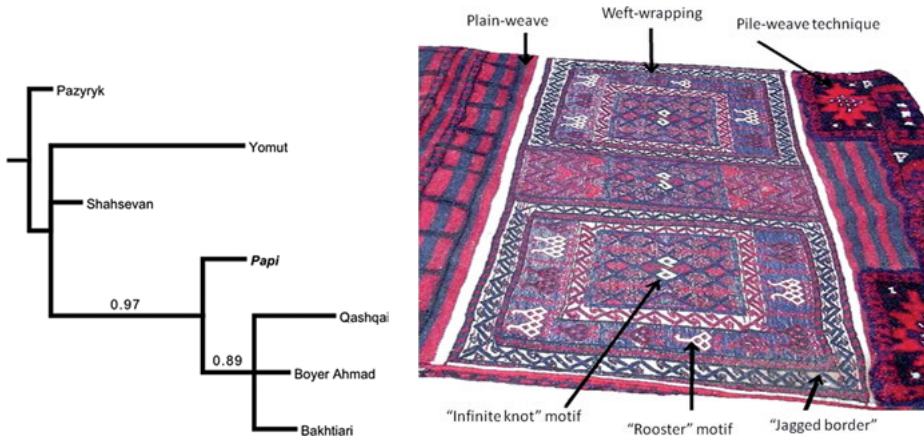 Pazyryk
Yomut
Shahsevan
Papi
0.97
Qashqai
0.89
Boyer Ahmad
Bakhtiari
Plain-weave
Weft-wrapping
Pile-weave technique
“Infinite knot” motif
“Rooster” motif
“Jagged border”